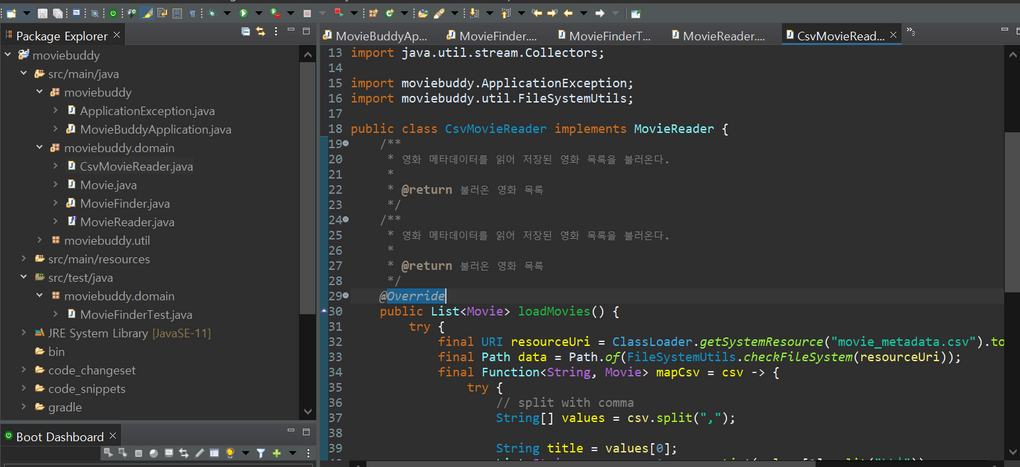 Package Explorer
moviebuddy
src/main/java
moviebuddy
ApplicationException.java
MovieBuddyApplication.java
moviebuddy.domain
CsvMovieReader.java
Movie.java
MovieFinder.java
MovieReader.java
moviebuddy.util
src/main/resources
src/test/java
moviebuddy.domain
MovieFinderTest.java
JRE System Library [JavaSE-11]
bin
code_changeset
code_snippets
gradle
Boot Dashboard
MovieBuddyAp...
MovieFinder....
MovieFinderT...
MovieReader....
CsvMovieRead...
13 import java.util.stream.Collectors;
14
15 import moviebuddy.ApplicationException;
16 import moviebuddy.util.FileSystemUtils;
17
18 public class CsvMovieReader implements MovieReader {
19 /**
20 * 영화 메타데이터를 읽어 저장된 영화 목록을 불러온다.
21 *
22 * @return 불러온 영화 목록
23 */
24 /**
25 * 영화 메타데이터를 읽어 저장된 영화 목록을 불러온다.
26 *
27 * @return 불러온 영화 목록
28 */
29 @Override
30 public List<Movie> loadMovies() {
31 try {
32 final URI resourceUri = ClassLoader.getSystemResource("movie_metadata.csv").to
33 final Path data = Path.of(FileSystemUtils.checkFileSystem(resourceUri));
34 final Function<String, Movie> mapCsv = csv -> {
35 try {
36 // split with comma
37 String[] values = csv.split(",");
38
39 String title = values[0];